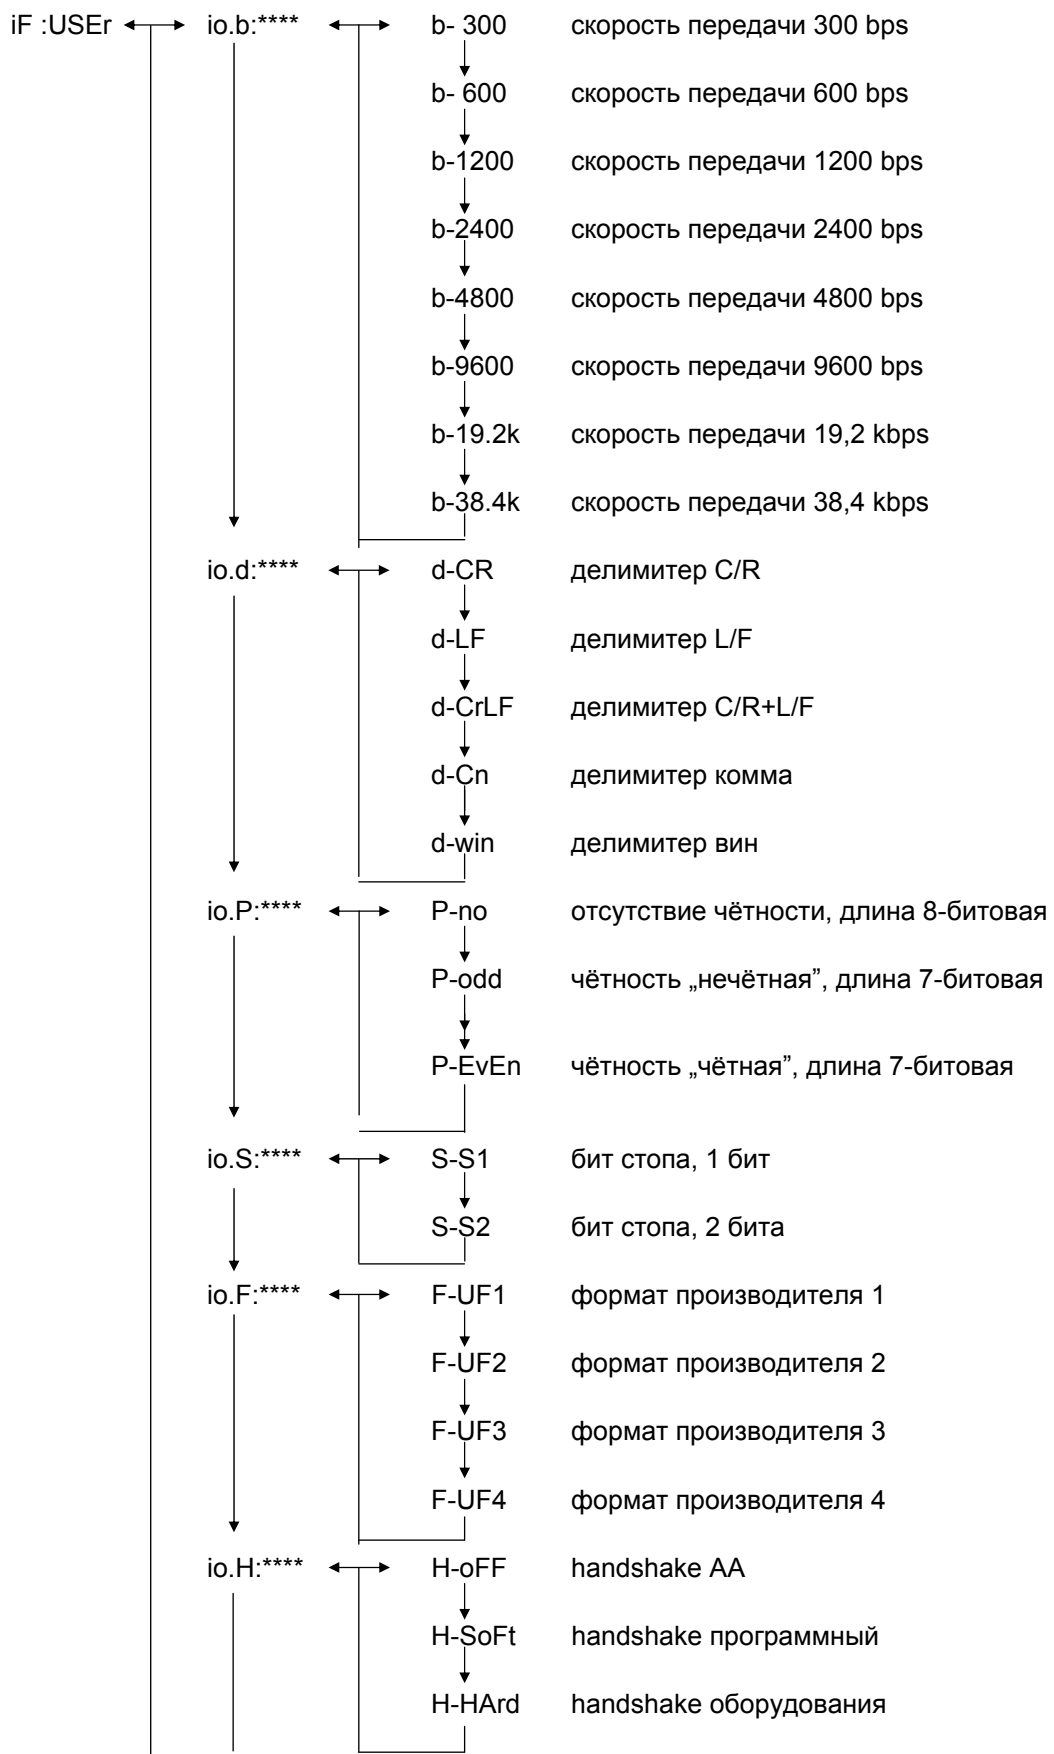 iF :USEr io.b:**** b- 300 скорость передачи 300 bps
b- 600 скорость передачи 600 bps
b-1200 скорость передачи 1200 bps
b-2400 скорость передачи 2400 bps
b-4800 скорость передачи 4800 bps
b-9600 скорость передачи 9600 bps
b-19.2k скорость передачи 19,2 kbps
b-38.4k скорость передачи 38,4 kbps
io.d:**** d-CR делимитер C/R
d-LF делимитер L/F
d-CrLF делимитер C/R+L/F
d-Cn делимитер комма
d-win делимитер вин
io.P:**** P-no отсутствие чётности, длина 8-битовая
P-odd чётность „нечётная”, длина 7-битовая
P-EvEn чётность „чётная”, длина 7-битовая
io.S:**** S-S1 бит стопа, 1 бит
S-S2 бит стопа, 2 бита
io.F:**** F-UF1 формат производителя 1
F-UF2 формат производителя 2
F-UF3 формат производителя 3
F-UF4 формат производителя 4
io.H:**** H-oFF handshake AA
H-SoFt handshake программный
H-HArd handshake оборудования